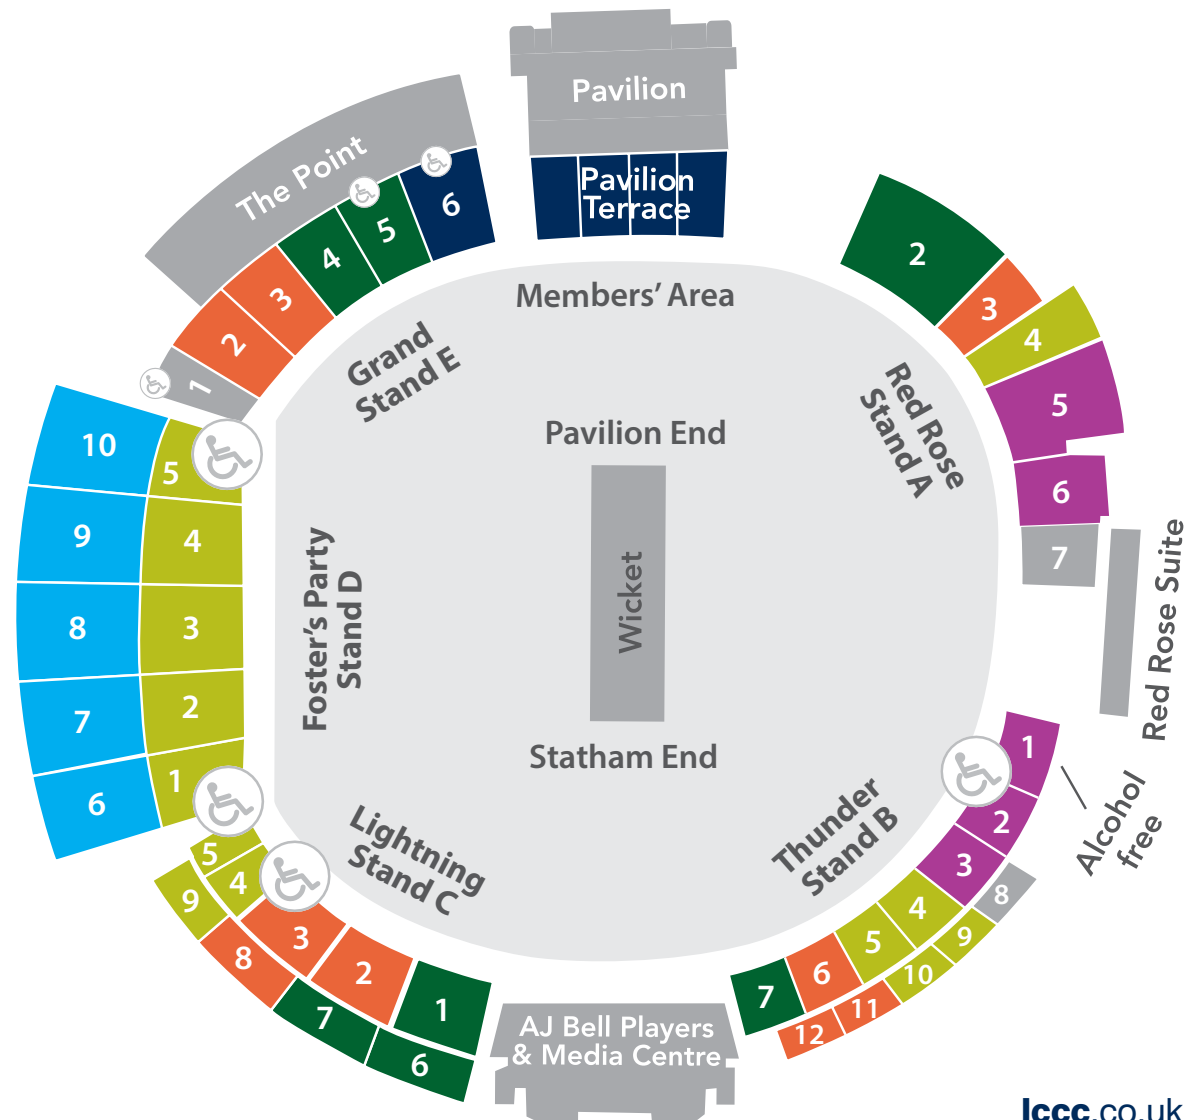 Pavilion
Pavilion
Terrace
The Point
6
5
4
3
2
1
Grand
Stand E
Members' Area
2
3
4
5
6
7
Red Rose
Stand A
Red Rose Suite
Pavilion End
Wicket
Statham End
10
9
8
7
6
5
4
3
2
1
Foster's Party
Stand D
Lightning
Stand C
5
4
9
3
8
2
7
1
6
Thunder
Stand B
1
2
3
8
4
9
5
10
6
11
7
12
Alcohol
free
AJ Bell Players
& Media Centre
lccc.co.uk